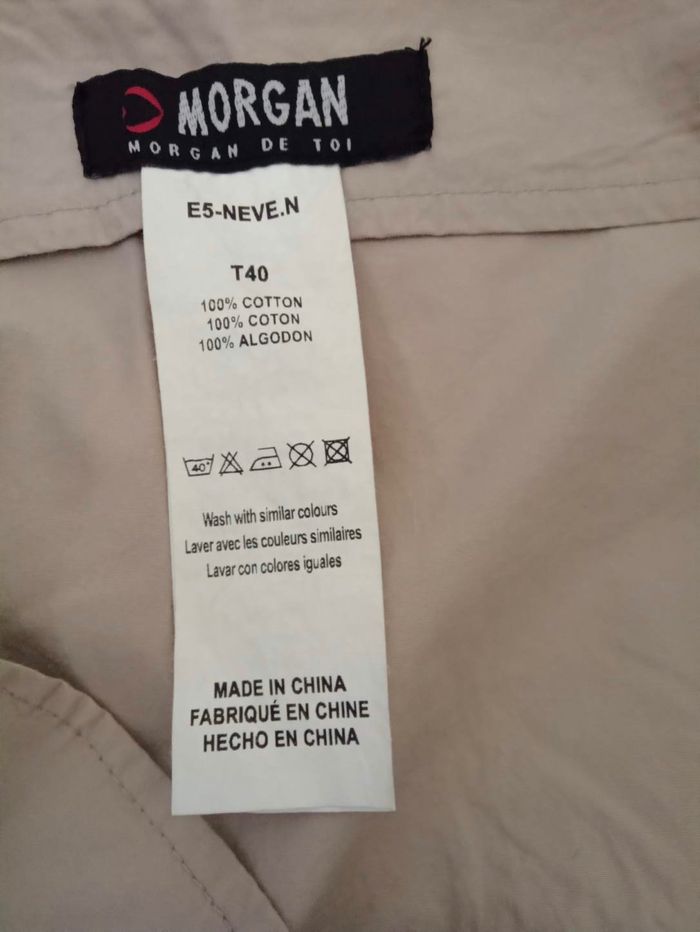 MORGAN
MORGAN DE TOI
E5-NEVE.N
T40
100% COTTON
100% COTON
100% ALGODON
40°
Wash with similar colours
Laver avec les couleurs similaires
Lavar con colores iguales
MADE IN CHINA
FABRIQUÉ EN CHINE
HECHO EN CHINA